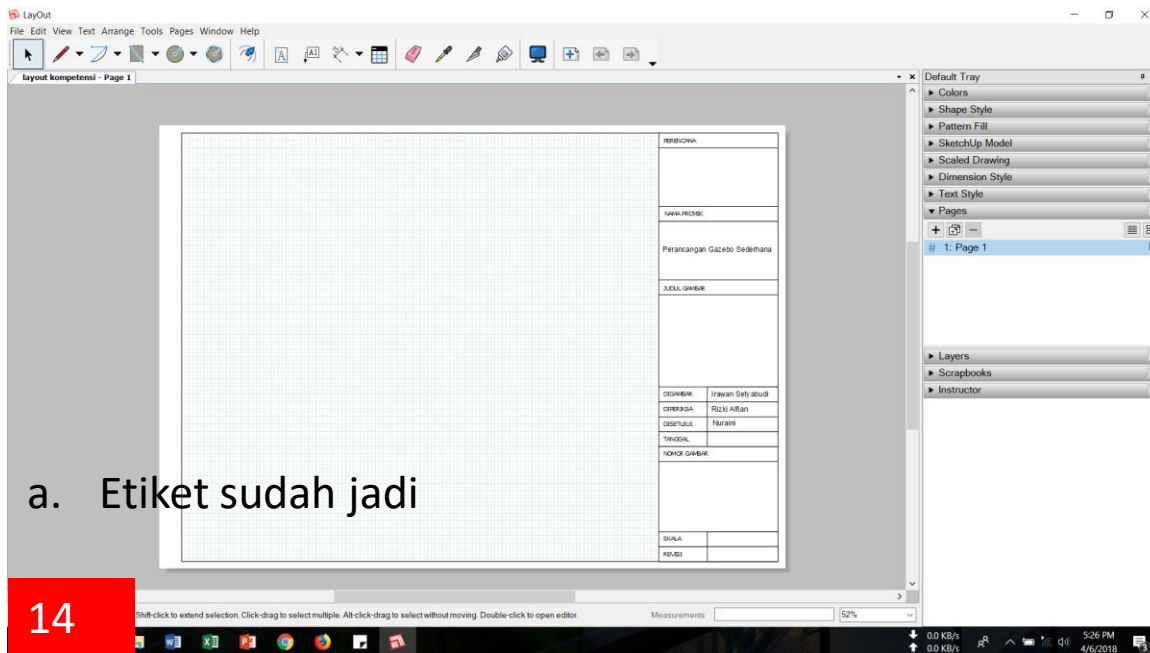 LayOut
File Edit View Text Arrange Tools Pages Window Help
layout kompetensi - Page 1
Default Tray
Colors
Shape Style
Pattern Fill
SketchUp Model
Scaled Drawing
Dimension Style
Text Style
Pages
# 1: Page 1
Layers
Scrapbooks
Instructor
PERENCANA
NAMA PROYEK
Perancangan Gazebo Sederhana
JUDUL GAMBAR
DIGAMBAR Irawan Setyabudi
DIPERIKSA Rizki Alfian
DISETUJUI Nuraini
TANGGAL
NOMOR GAMBAR
SKALA
REVISI
a. Etiket sudah jadi
14
Shift-click to extend selection. Click-drag to select multiple. Alt-click-drag to select without moving. Double-click to open editor.
Measurements 52%
0.0 KB/s
0.0 KB/s
5:26 PM
4/6/2018